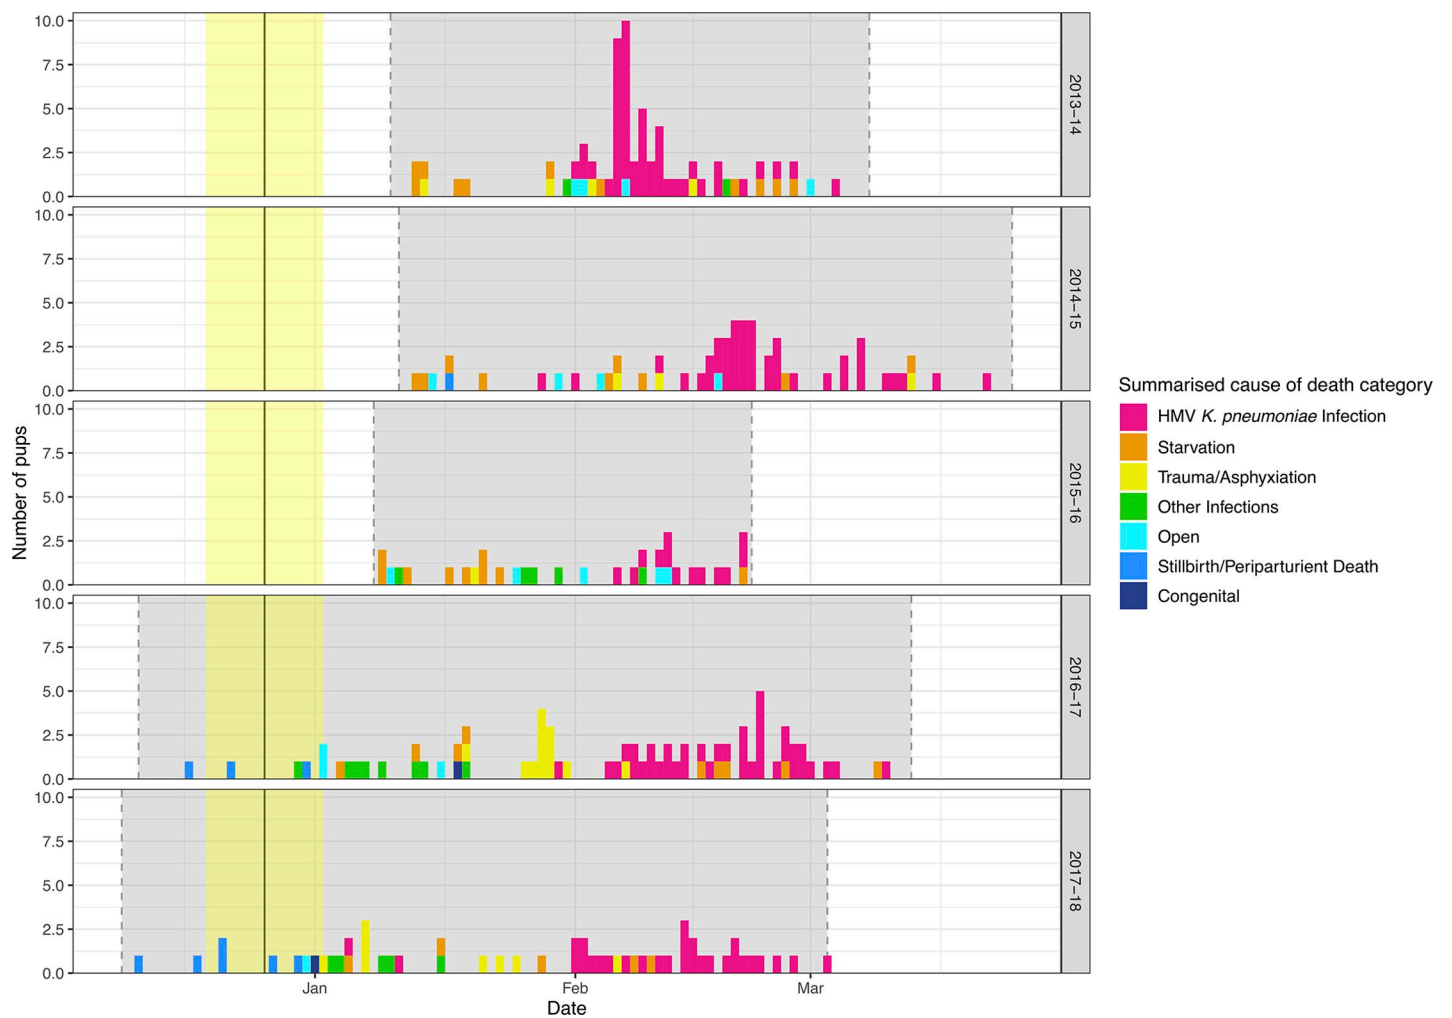 10.0
7.5
5.0
2.5
0.0
2013–14
10.0
7.5
5.0
2.5
0.0
2014–15
10.0
7.5
5.0
2.5
0.0
2015–16
10.0
7.5
5.0
2.5
0.0
2016–17
10.0
7.5
5.0
2.5
0.0
2017–18
Number of pups
Jan Feb Mar
Date
Summarised cause of death category
HMV K. pneumoniae Infection
Starvation
Trauma/Asphyxiation
Other Infections
Open
Stillbirth/Periparturient Death
Congenital